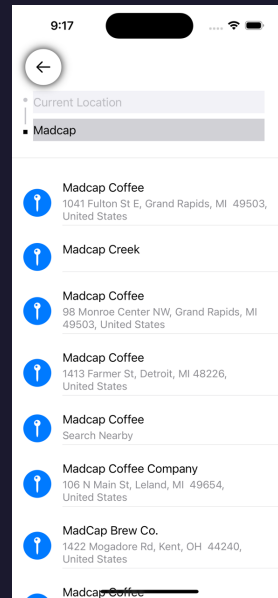 9:17
Current Location
Madcap
Madcap Coffee
1041 Fulton St E, Grand Rapids, MI  49503,
United States
Madcap Creek
Madcap Coffee
98 Monroe Center NW, Grand Rapids, MI
49503, United States
Madcap Coffee
1413 Farmer St, Detroit, MI 48226,
United States
Madcap Coffee
Search Nearby
Madcap Coffee Company
106 N Main St, Leland, MI  49654,
United States
MadCap Brew Co.
1422 Mogadore Rd, Kent, OH  44240,
United States
Madcap Coffee